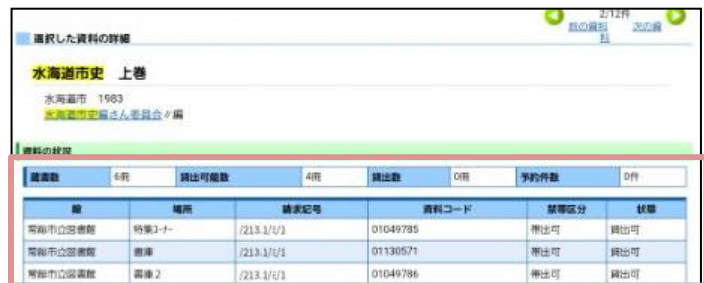 2/12件
選択した資料の詳細
前の資料 次の資料
水海道市史 上巻
水海道市 1983
水海道市史編さん委員会∥編
資料の状況
蔵書数 6冊 貸出可能数 4冊 貸出数 0冊 予約件数 0件
館 場所 請求記号 資料コード 禁帯区分 状態
常総市立図書館 特集コーナー /213.1/ミ/1 01049785 帯出可 貸出可
常総市立図書館 書庫 /213.1/ミ/1 01130571 帯出可 貸出可
常総市立図書館 書庫2 /213.1/ミ/1 01049786 帯出可 貸出可